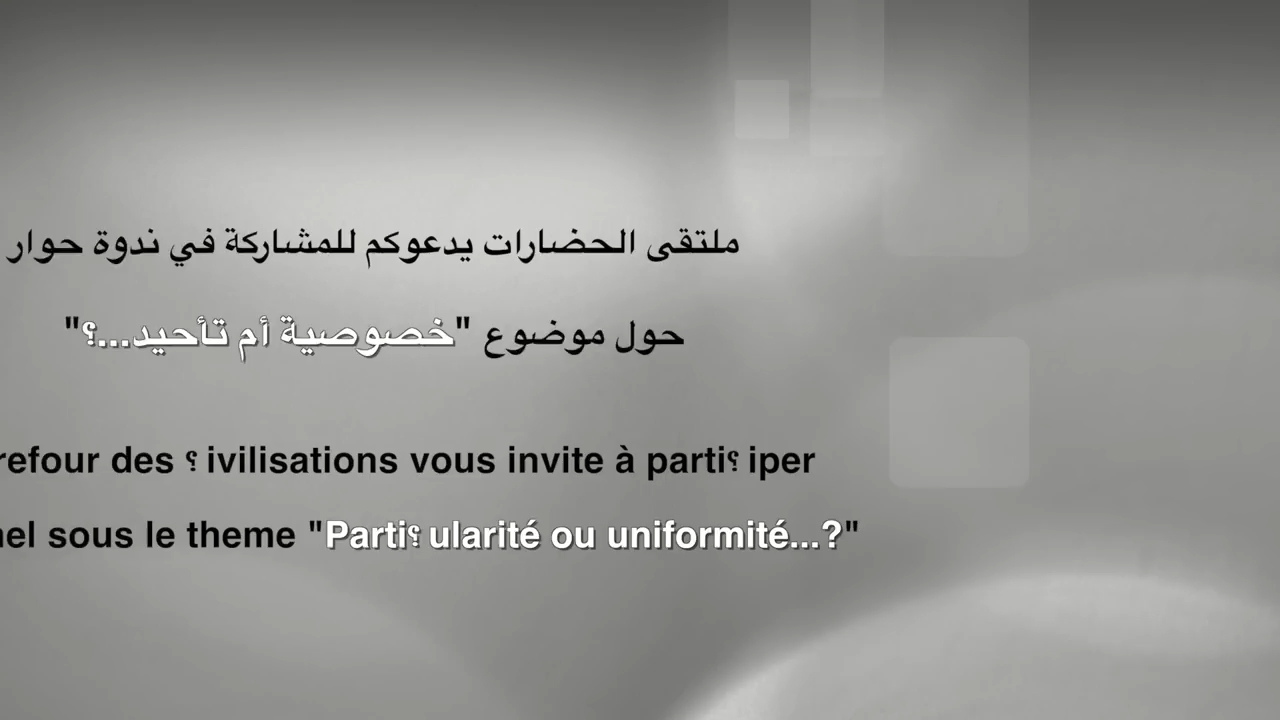 ملتقى الحضارات يدعوكم للمشاركة في ندوة حوار
حول موضوع "خصوصية أم تأحيد...؟"
refour des ؟ivilisations vous invite à parti؟iper
nel sous le theme "Parti؟ularité ou uniformité...?"